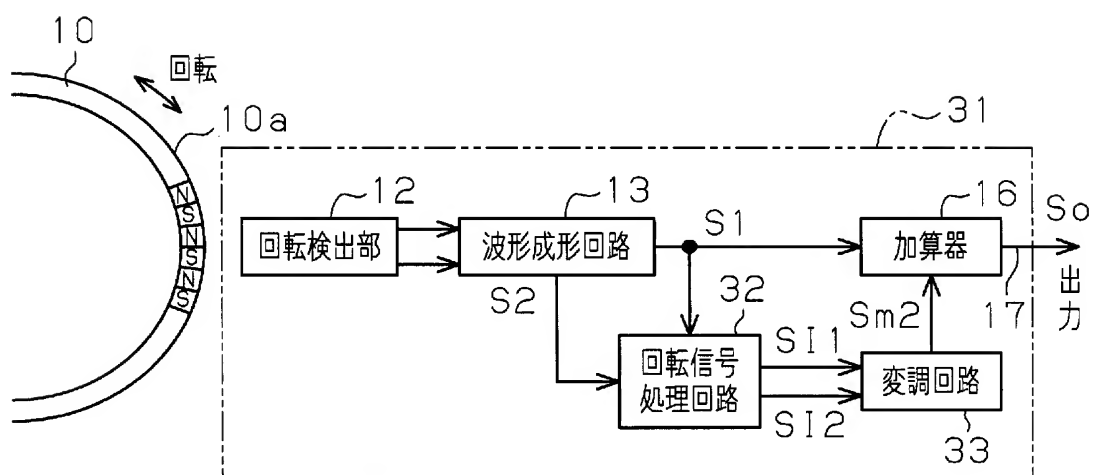 10
回転
10a
31
N
S
N
S
N
S
12
回転検出部
13
波形成形回路
S1
16
加算器
So
17
出力
S2
32
回転信号
処理回路
SI1
SI2
Sm2
変調回路
33